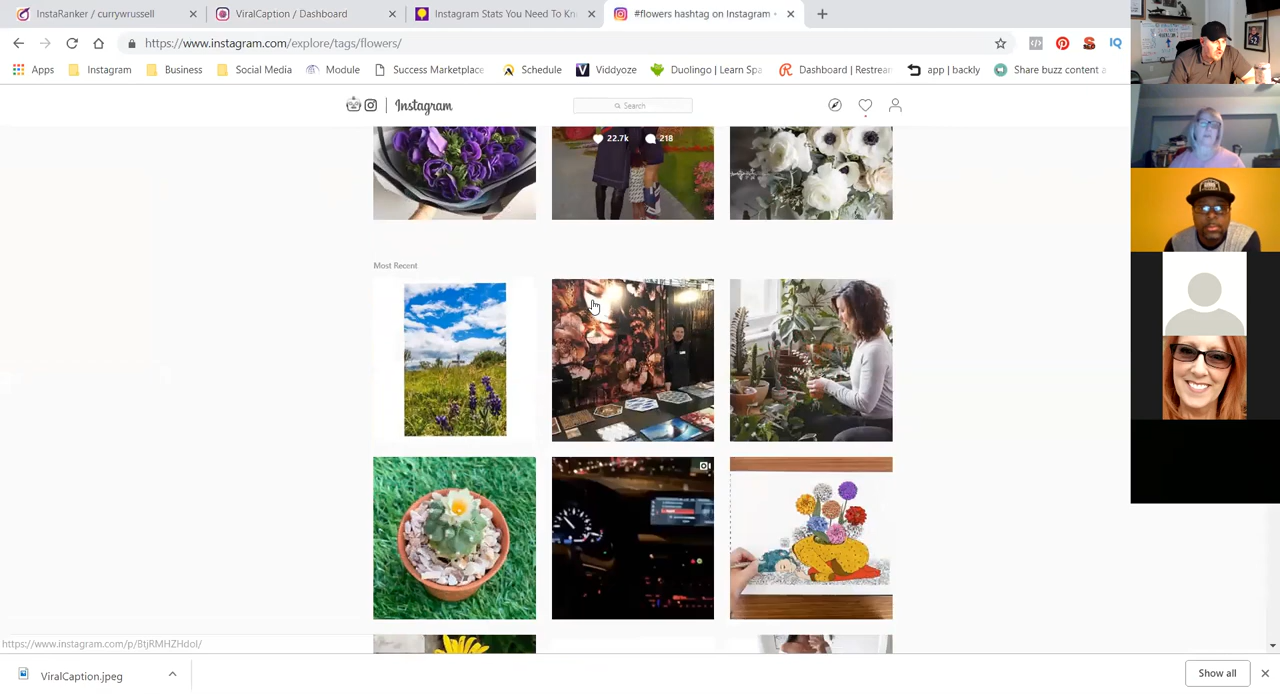 InstaRanker / currywrussell
ViralCaption / Dashboard
Instagram Stats You Need To Kn
#flowers hashtag on Instagram •
https://www.instagram.com/explore/tags/flowers/
IQ
Apps
Instagram
Business
Social Media
Module
Success Marketplace
Schedule
Viddyoze
Duolingo | Learn Spa
Dashboard | Restrea
app | backly
Share buzz content a
Instagram
Search
22.7k
218
Most Recent
https://www.instagram.com/p/BtjRMHZHdol/
ViralCaption.jpeg
Show all